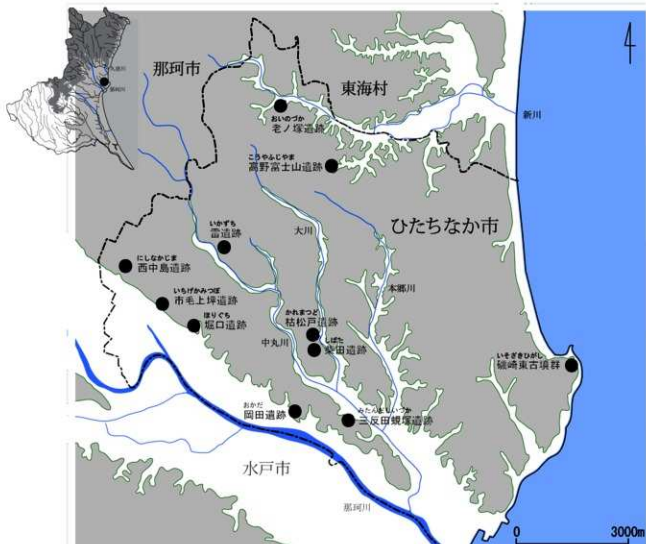 那珂市
東海村
新川
おいのづか
老ノ塚遺跡
こうやふじやま
高野富士山遺跡
ひたちなか市
大川
いかずち
雷遺跡
本郷川
にしなかじま
西中島遺跡
いちげかみつぼ
市毛上坪遺跡
ほりぐち
堀口遺跡
かれまつど
枯松戸遺跡
中丸川
しばた
柴田遺跡
いそざきひがし
磯崎東古墳群
おかだ
岡田遺跡
みたんだしいづか
三反田蜆塚遺跡
水戸市
那珂川
0 3000m